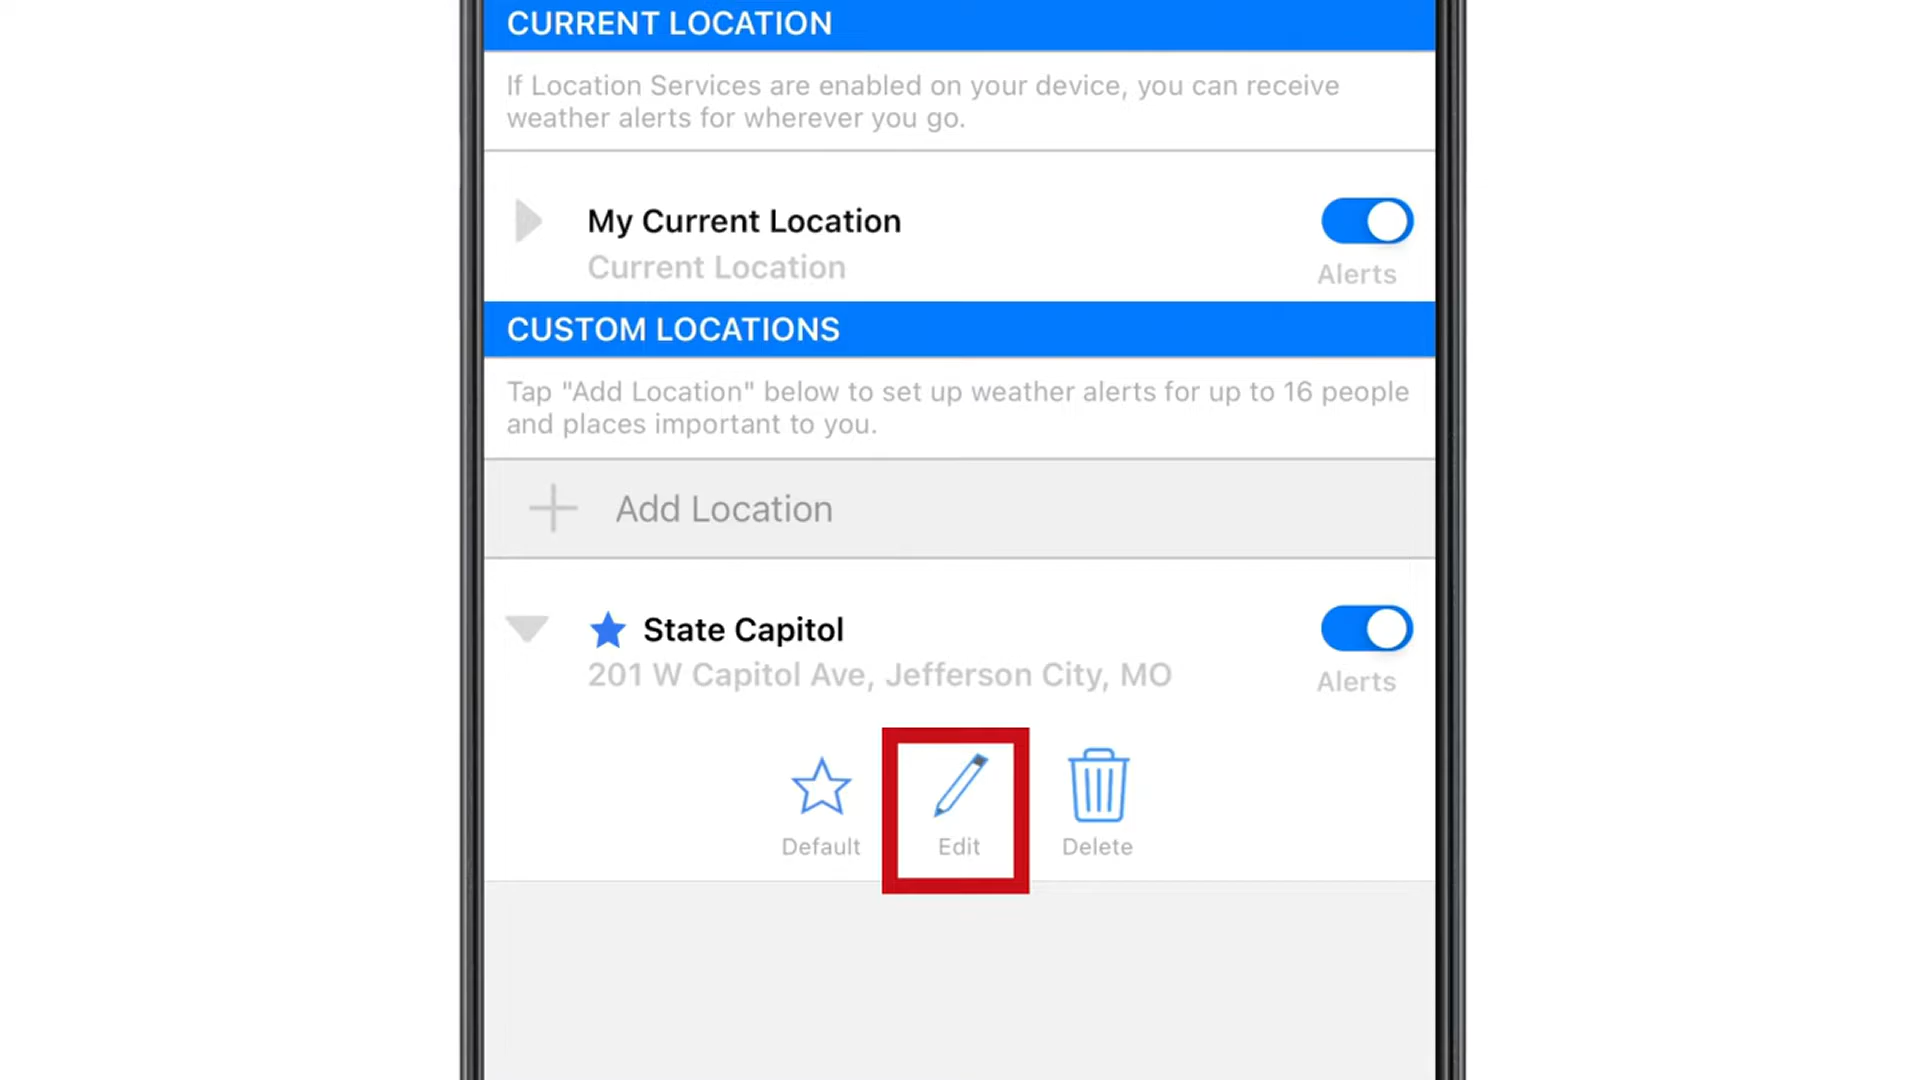 CURRENT LOCATION
If Location Services are enabled on your device, you can receive
weather alerts for wherever you go.
My Current Location
Current Location
Alerts
CUSTOM LOCATIONS
Tap "Add Location" below to set up weather alerts for up to 16 people
and places important to you.
Add Location
State Capitol
201 W Capitol Ave, Jefferson City, MO
Alerts
Default
Edit
Delete